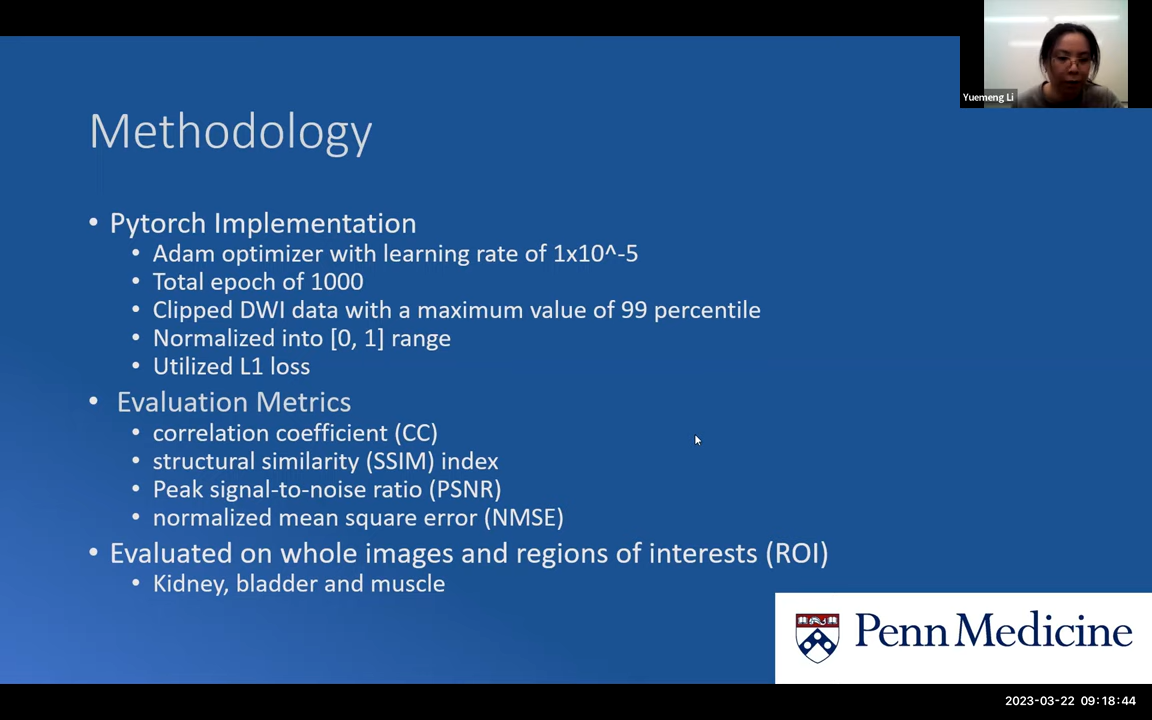 Yuemeng Li
Methodology
• Pytorch Implementation
• Adam optimizer with learning rate of 1x10^-5
• Total epoch of 1000
• Clipped DWI data with a maximum value of 99 percentile
• Normalized into [0, 1] range
• Utilized L1 loss
• Evaluation Metrics
• correlation coefficient (CC)
• structural similarity (SSIM) index
• Peak signal-to-noise ratio (PSNR)
• normalized mean square error (NMSE)
• Evaluated on whole images and regions of interests (ROI)
• Kidney, bladder and muscle
Penn Medicine
2023-03-22 09:18:44